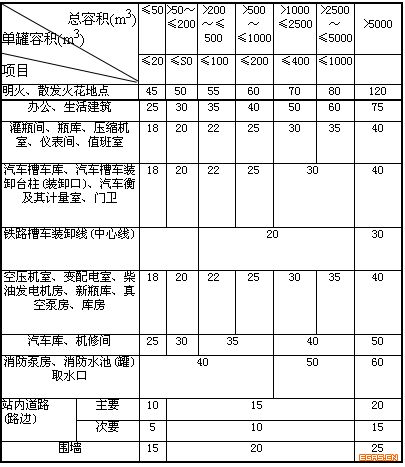 总容积(m³)
单罐容积(m³)
项目
≤50 >50～ >200 >500 >1000 >2500 >5000
≤200 ～≤ ～≤ ≤2500 ～≤
500 1000 5000
≤20 ≤50 ≤100 ≤200 ≤400 ≤1000
明火、散发火花地点 45 50 55 60 70 80 120
办公、生活建筑 25 30 35 40 50 60 75
灌瓶间、瓶库、压缩机 18 20 22 25 30 35 40
室、仪表间、值班室
汽车槽车库、汽车槽车装 18 20 22 25 30 40
卸台柱(装卸口)、汽车衡
及其计量室、门卫
铁路槽车装卸线(中心线) 20 30
空压机室、变配电室、柴 18 20 22 25 30 35 40
油发电机房、新瓶库、真
空泵房、库房
汽车库、机修间 25 30 35 40 50
消防泵房、消防水池(罐) 40 50 60
取水口
站内道路 主要 10 15 20
(路边) 次要 5 10 15
围墙 15 20 25
EGAS.CN